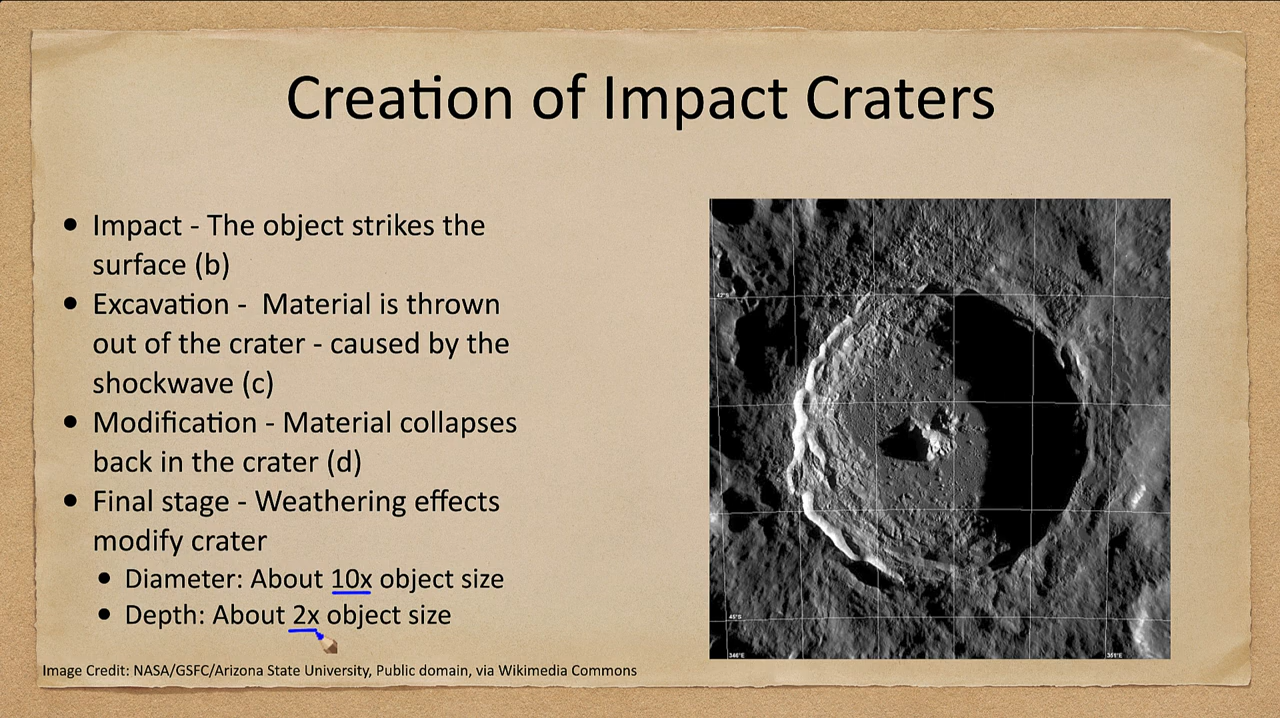 Creation of Impact Craters
• Impact - The object strikes the
surface (b)
• Excavation -  Material is thrown
out of the crater - caused by the
shockwave (c)
• Modification - Material collapses
back in the crater (d)
• Final stage - Weathering effects
modify crater
• Diameter: About 10x object size
• Depth: About 2x object size
Image Credit: NASA/GSFC/Arizona State University, Public domain, via Wikimedia Commons